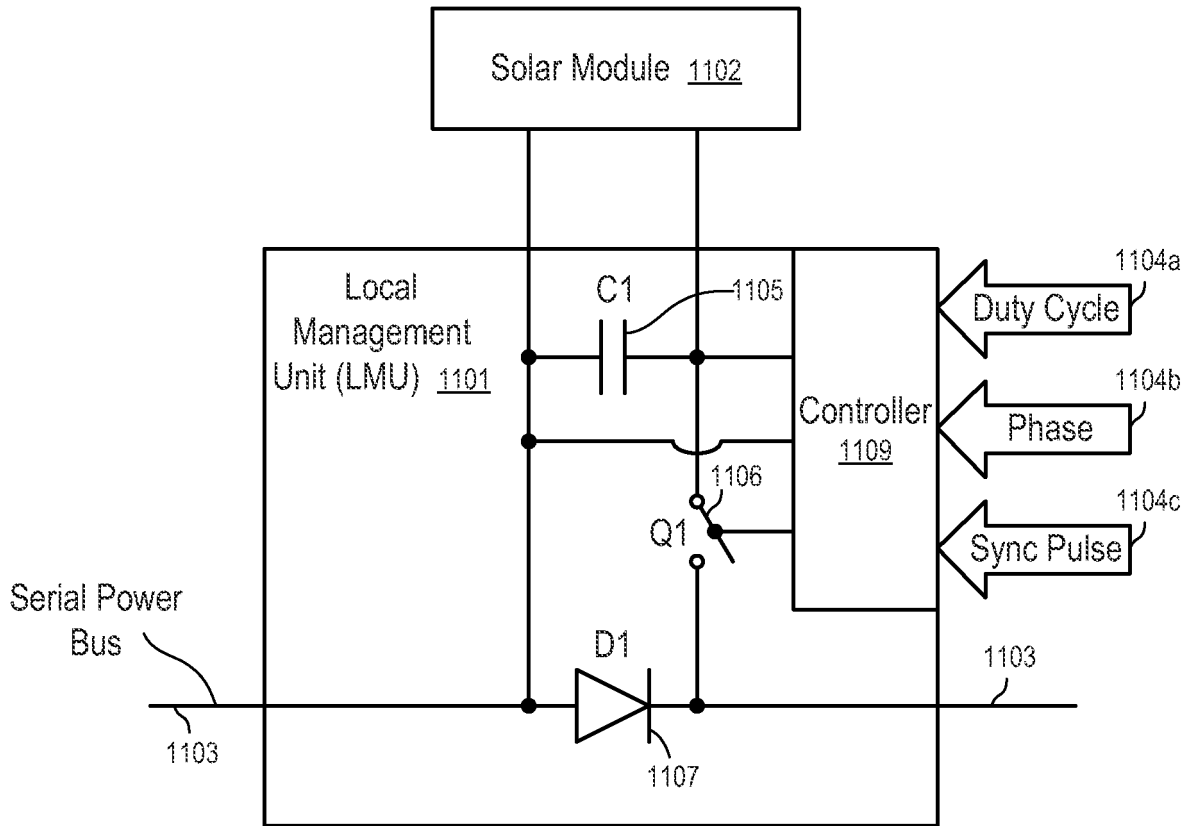 Solar Module 1102
Local
Management
Unit (LMU) 1101
C1
1105
Controller
1109
Duty Cycle
1104a
Phase
1104b
Sync Pulse
1104c
1106
Q1
Serial Power
Bus
D1
1103
1103
1107